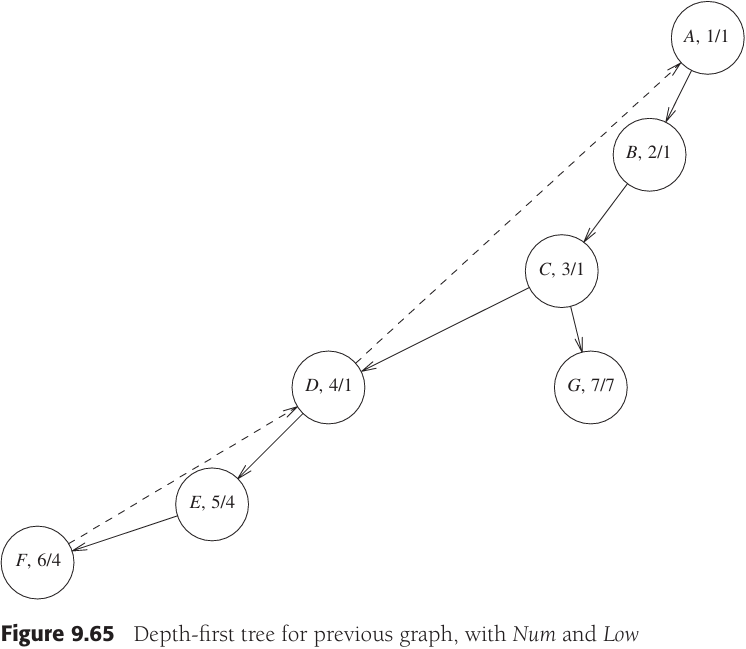 A, 1/1
B, 2/1
C, 3/1
D, 4/1
G, 7/7
E, 5/4
F, 6/4
Figure 9.65 Depth-first tree for previous graph, with Num and Low